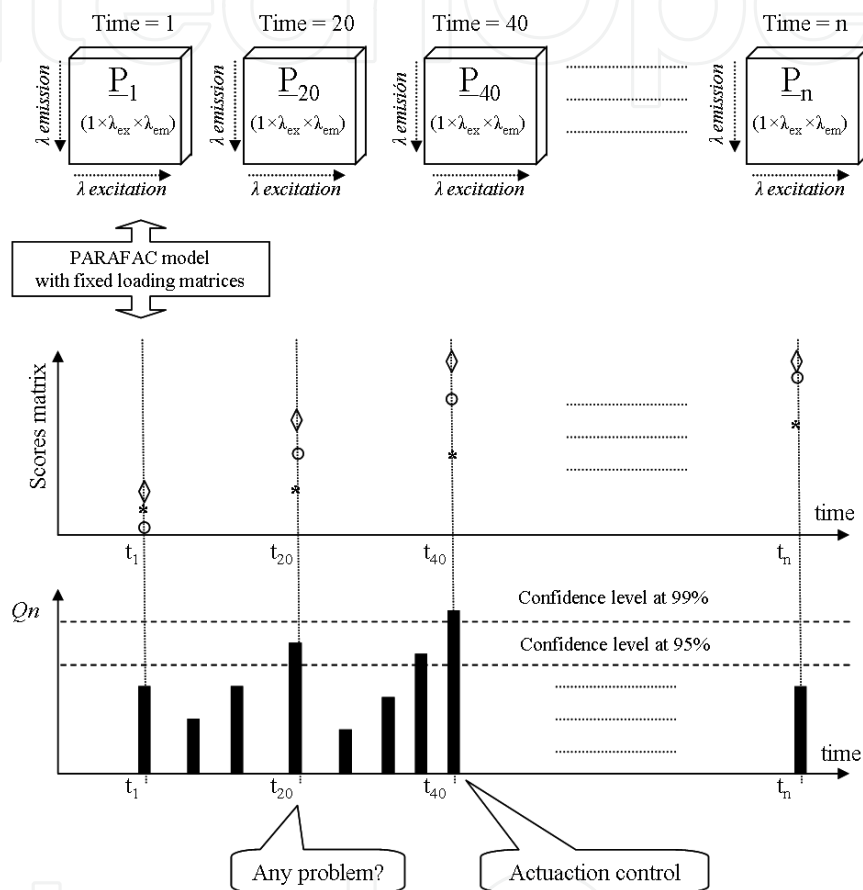 Time = 1 Time = 20 Time = 40 Time = n
λ emission P₁ (1×λex×λem) λ excitation
λ emission P₂₀ (1×λex×λem) λ excitation
λ emission P₄₀ (1×λex×λem) λ excitation
λ emission Pₙ (1×λex×λem) λ excitation
PARAFAC model
with fixed loading matrices
Scores matrix
time
t₁ t₂₀ t₄₀ tₙ
Qn
Confidence level at 99%
Confidence level at 95%
time
t₁ t₂₀ t₄₀ tₙ
Any problem? Actuaction control